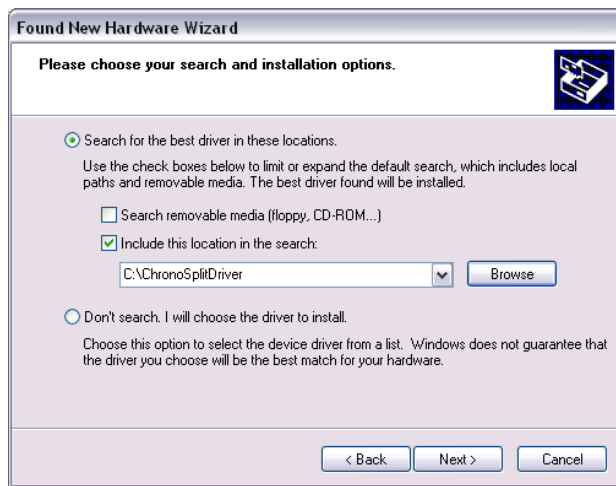 Found New Hardware Wizard
Please choose your search and installation options.
Search for the best driver in these locations.
Use the check boxes below to limit or expand the default search, which includes local
paths and removable media. The best driver found will be installed.
Search removable media (floppy, CD-ROM...)
Include this location in the search:
C:\ChronoSplitDriver
Browse
Don't search. I will choose the driver to install.
Choose this option to select the device driver from a list. Windows does not guarantee that
the driver you choose will be the best match for your hardware.
< Back Next > Cancel